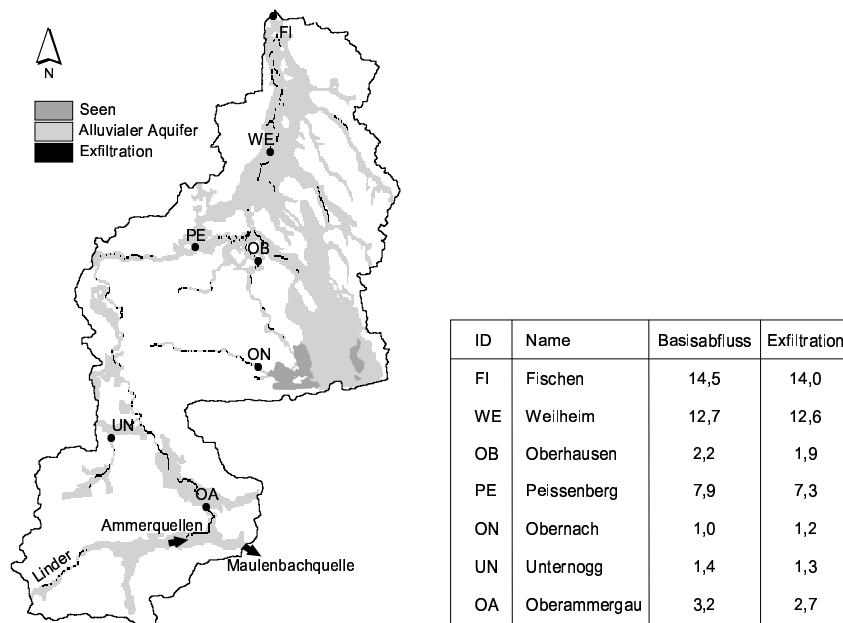 FI
N
Seen
Alluvialer Aquifer
Exfiltration
WE
PE
OB
ON
UN
OA
Ammerquellen
Linder
Maulenbachquelle
ID Name Basisabfluss Exfiltration
FI Fischen 14,5 14,0
WE Weilheim 12,7 12,6
OB Oberhausen 2,2 1,9
PE Peissenberg 7,9 7,3
ON Obernach 1,0 1,2
UN Unternogg 1,4 1,3
OA Oberammergau 3,2 2,7